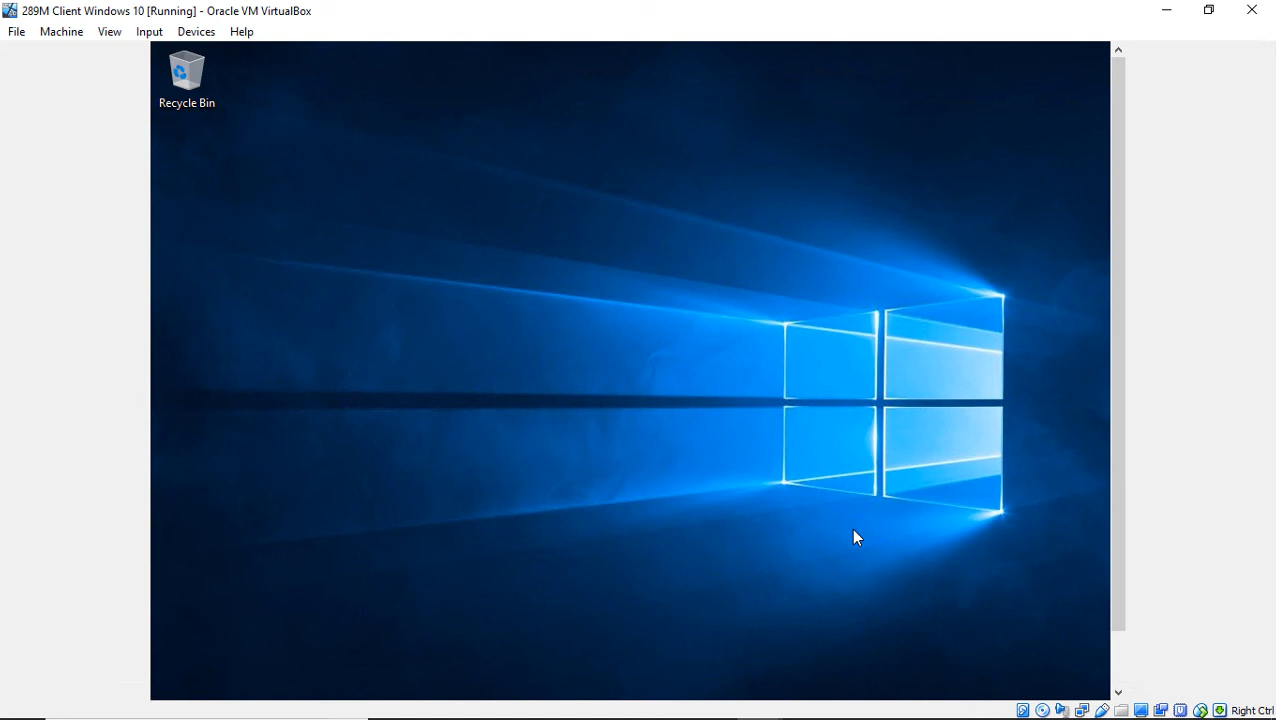 289M Client Windows 10 [Running] - Oracle VM VirtualBox
File Machine View Input Devices Help
Recycle Bin
Right Ctrl